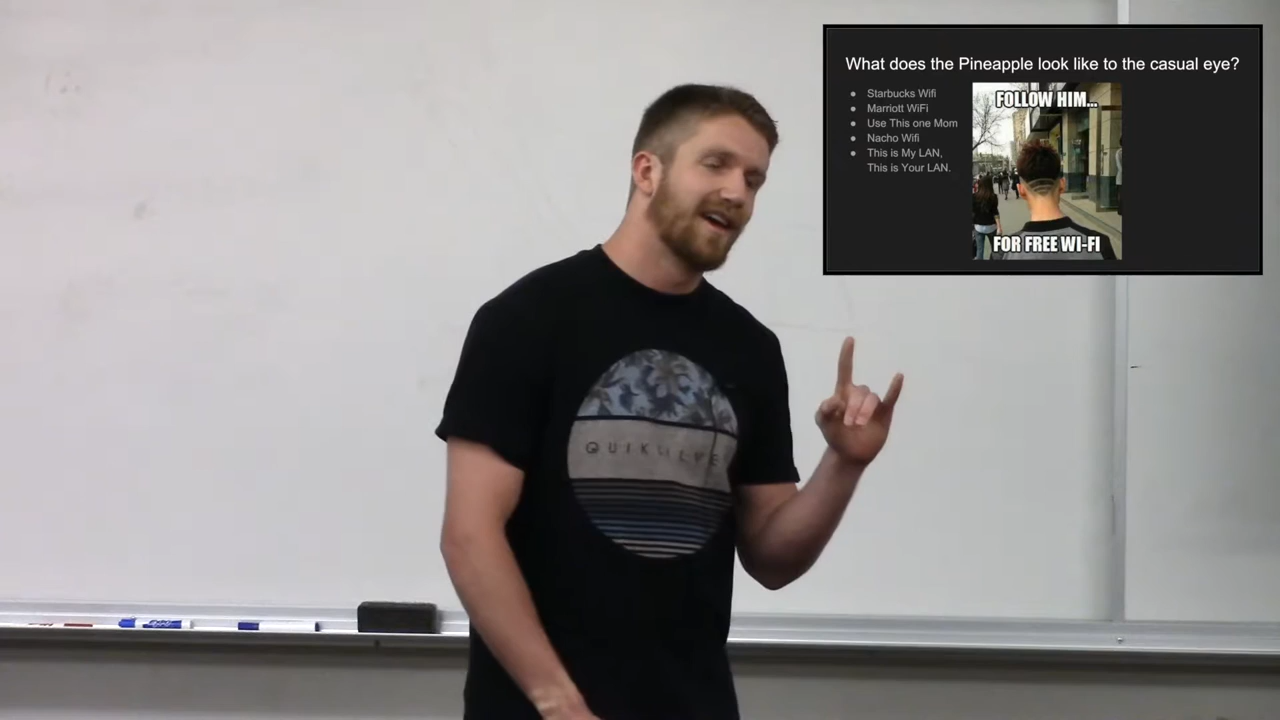 What does the Pineapple look like to the casual eye?
Starbucks Wifi
Marriott WiFi
Use This one Mom
Nacho Wifi
This is My LAN,
This is Your LAN.
FOLLOW HIM...
FOR FREE WI-FI
QUIKSILVER